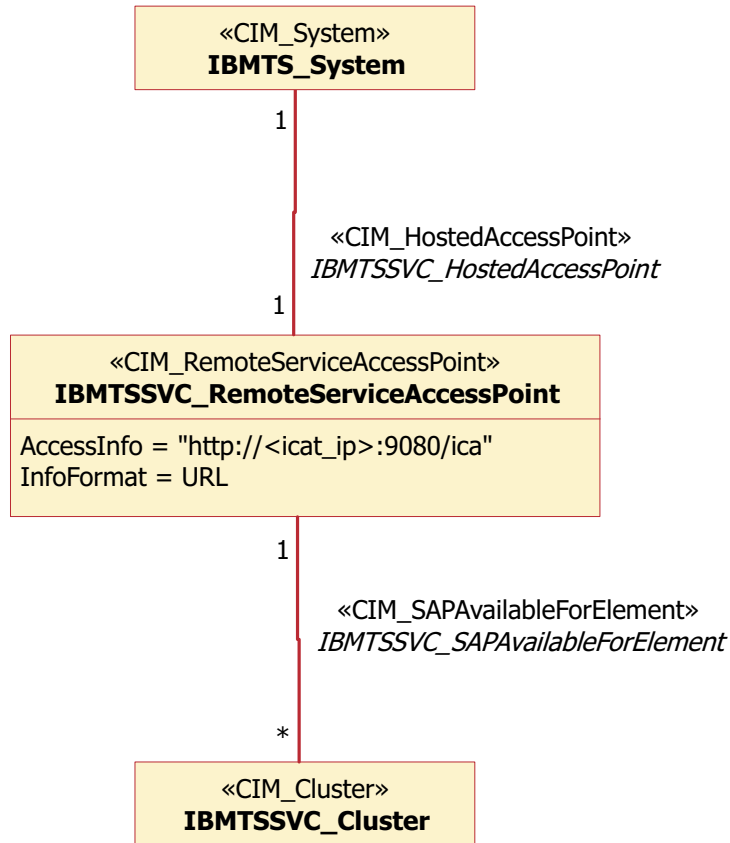 «CIM_System»
IBMTS_System
1
«CIM_HostedAccessPoint»
IBMTSSVC_HostedAccessPoint
1
«CIM_RemoteServiceAccessPoint»
IBMTSSVC_RemoteServiceAccessPoint
AccessInfo = "http://<icat_ip>:9080/ica"
InfoFormat = URL
1
«CIM_SAPAvailableForElement»
IBMTSSVC_SAPAvailableForElement
*
«CIM_Cluster»
IBMTSSVC_Cluster